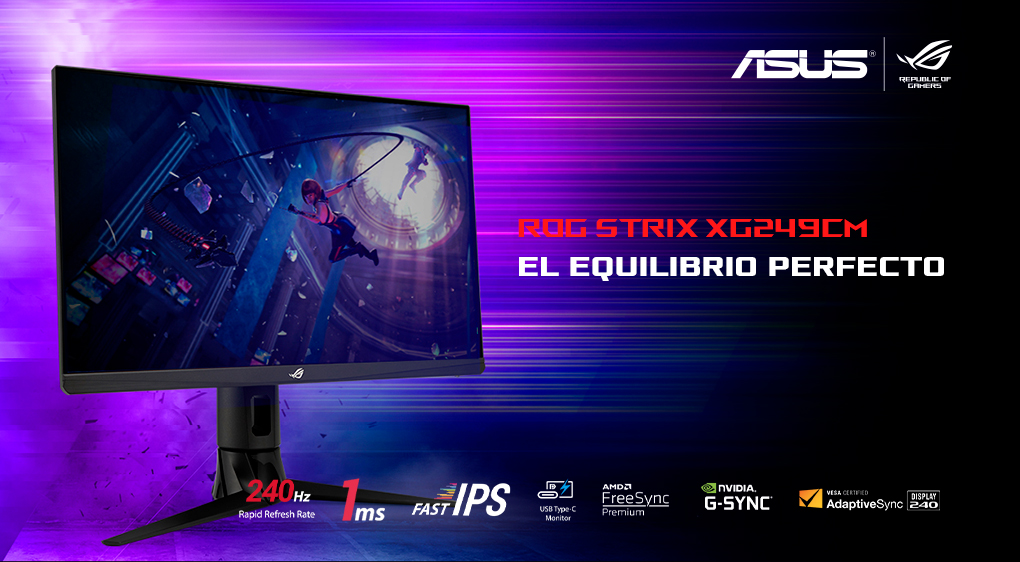 ASUS®
REPUBLIC OF
GAMERS
ROG STRIX XG249CM
EL EQUILIBRIO PERFECTO
240Hz
Rapid Refresh Rate
1ms
FAST IPS
USB Type-C
Monitor
AMD
FreeSync
Premium
NVIDIA.
G-SYNC
VESA CERTIFIED
AdaptiveSync
DISPLAY
240